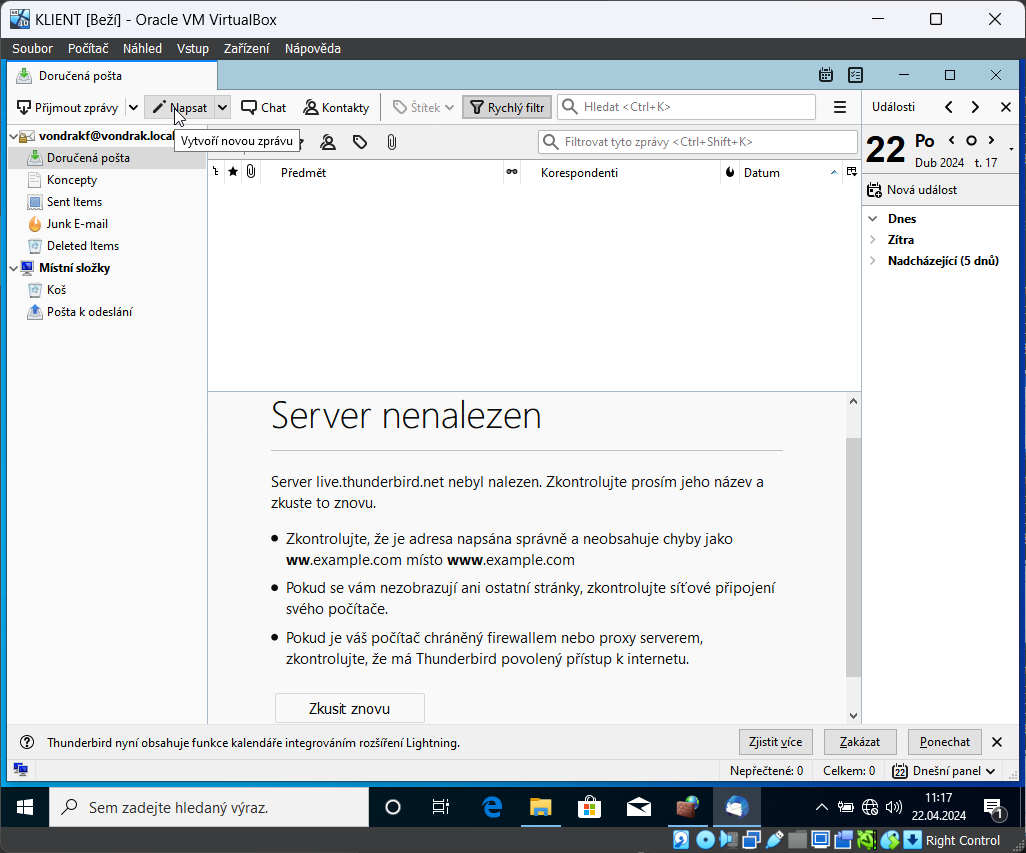 KLIENT [Beží] - Oracle VM VirtualBox
Soubor Počítač Náhled Vstup Zařízení Nápověda
Doručená pošta
Přijmout zprávy Napsat Chat Kontakty Štítek Rychlý filtr Hledat <Ctrl+K>
Události
vondrakf@vondrak.local
Vytvoří novou zprávu
Filtrovat tyto zprávy <Ctrl+Shift+K>
22 Po
Dub 2024 t. 17
Doručená pošta
Koncepty
Sent Items
Junk E-mail
Deleted Items
Místní složky
Koš
Pošta k odeslání
Předmět Korespondenti Datum
Nová událost
Dnes
Zítra
Nadcházející (5 dnů)
Server nenalezen
Server live.thunderbird.net nebyl nalezen. Zkontrolujte prosím jeho název a
zkuste to znovu.
• Zkontrolujte, že je adresa napsána správně a neobsahuje chyby jako
ww.example.com místo www.example.com
• Pokud se vám nezobrazují ani ostatní stránky, zkontrolujte síťové připojení
svého počítače.
• Pokud je váš počítač chráněný firewallem nebo proxy serverem,
zkontrolujte, že má Thunderbird povolený přístup k internetu.
Zkusit znovu
Thunderbird nyní obsahuje funkce kalendáře integrováním rozšíření Lightning.
Zjistit více Zakázat Ponechat
Nepřečtené: 0 Celkem: 0 22 Dnešní panel
Sem zadejte hledaný výraz.
11:17
22.04.2024
1
Right Control